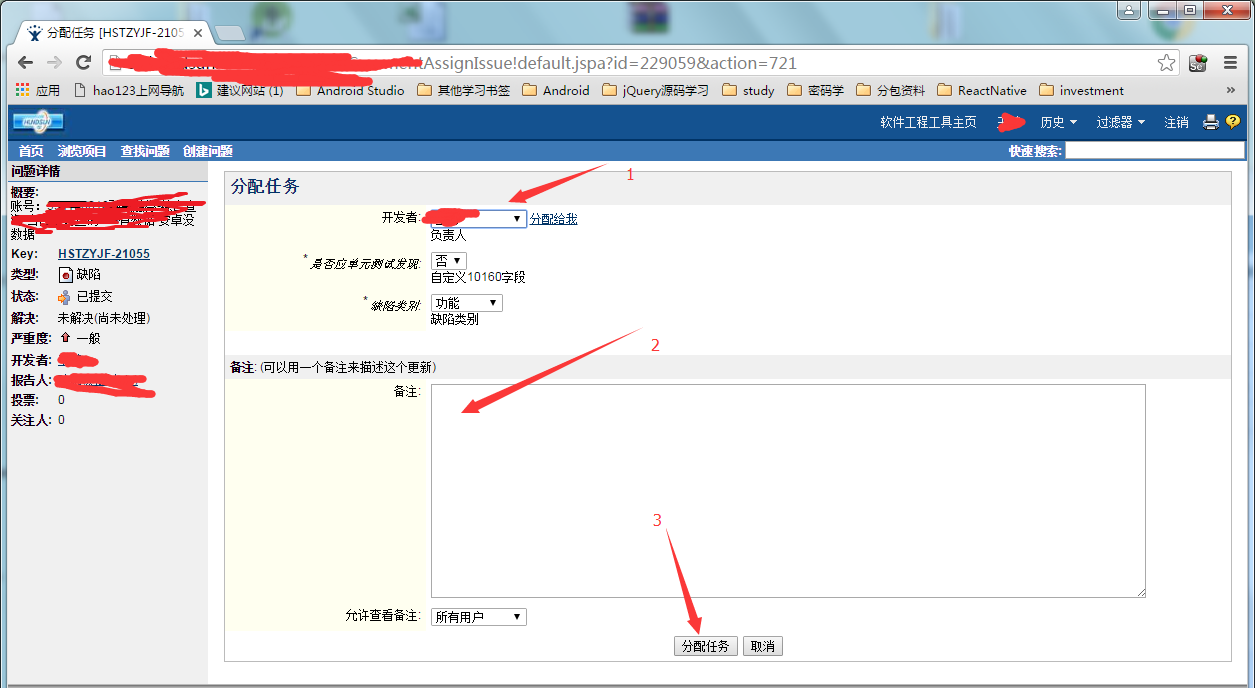 分配任务 [HSTZYJF-2105
AssignIssue!default.jspa?id=229059&action=721
应用 hao123上网导航 建议网站 (1) Android Studio 其他学习书签 Android jQuery源码学习 study 密码学 分包资料 ReactNative investment »
HUNDSUN 软件工程工具主页 历史 过滤器 注销
首页 浏览项目 查找问题 创建问题 快速搜索:
问题详情
概要:
账号:
安卓没
数据
Key: HSTZYJF-21055
类型: 缺陷
状态: 已提交
解决: 未解决(尚未处理)
严重度: 一般
开发者:
报告人:
投票: 0
关注人: 0
分配任务
1
开发者: 分配给我
负责人
* 是否应单元测试发现: 否
自定义10160字段
* 缺陷类别: 功能
缺陷类别
2
备注: (可以用一个备注来描述这个更新)
备注:
3
允许查看备注: 所有用户
分配任务 取消